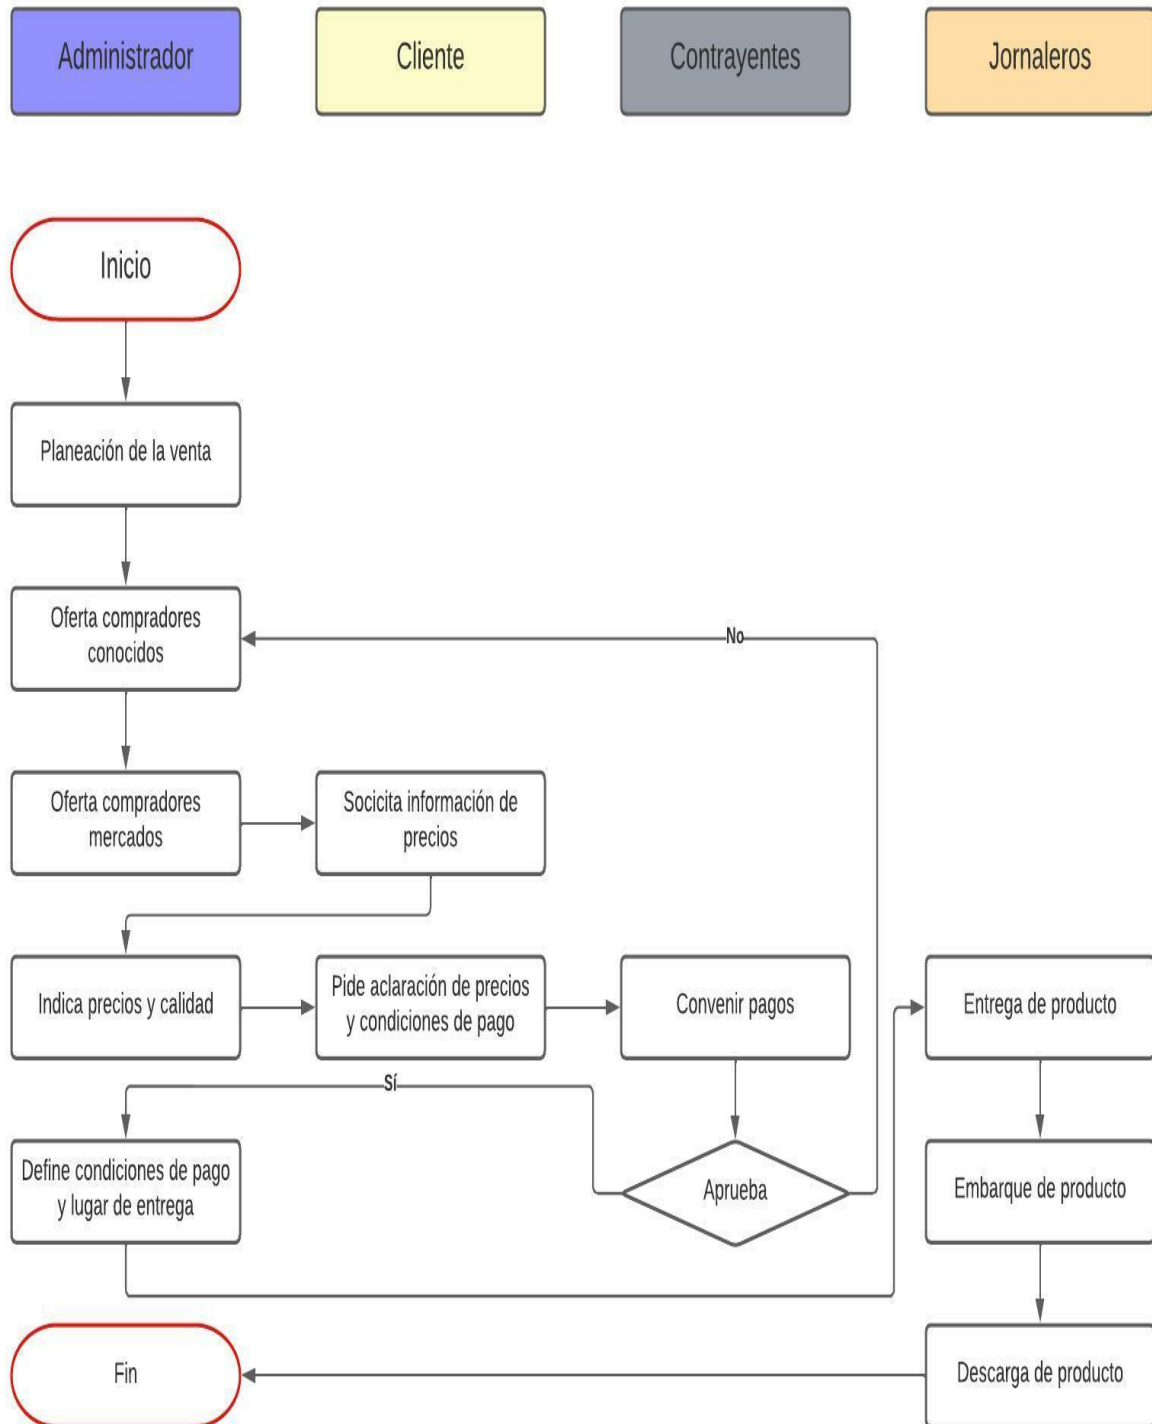 Administrador
Cliente
Contrayentes
Jornaleros
Inicio
Planeación de la venta
Oferta compradores
conocidos
No
Oferta compradores
mercados
Socicita información de
precios
Indica precios y calidad
Pide aclaración de precios
y condiciones de pago
Convenir pagos
Entrega de producto
Sí
Define condiciones de pago
y lugar de entrega
Aprueba
Embarque de producto
Fin
Descarga de producto